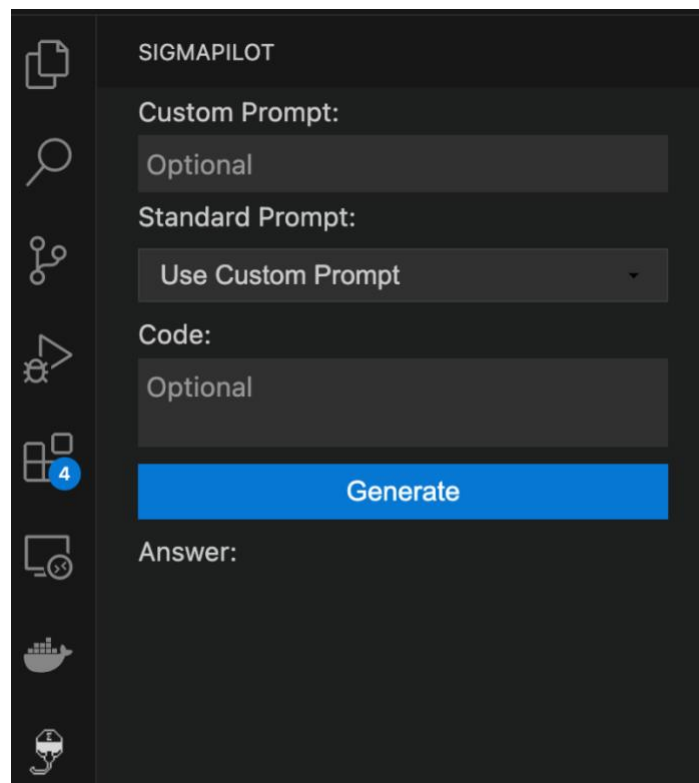 SIGMAPILOT
Custom Prompt:
Optional
Standard Prompt:
Use Custom Prompt
Code:
Optional
4
Generate
Answer: